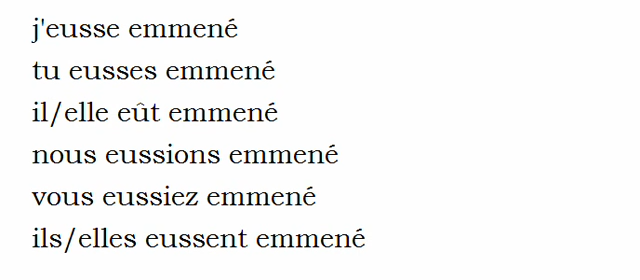 j'eusse emmené
tu eusses emmené
il/elle eût emmené
nous eussions emmené
vous eussiez emmené
ils/elles eussent emmené